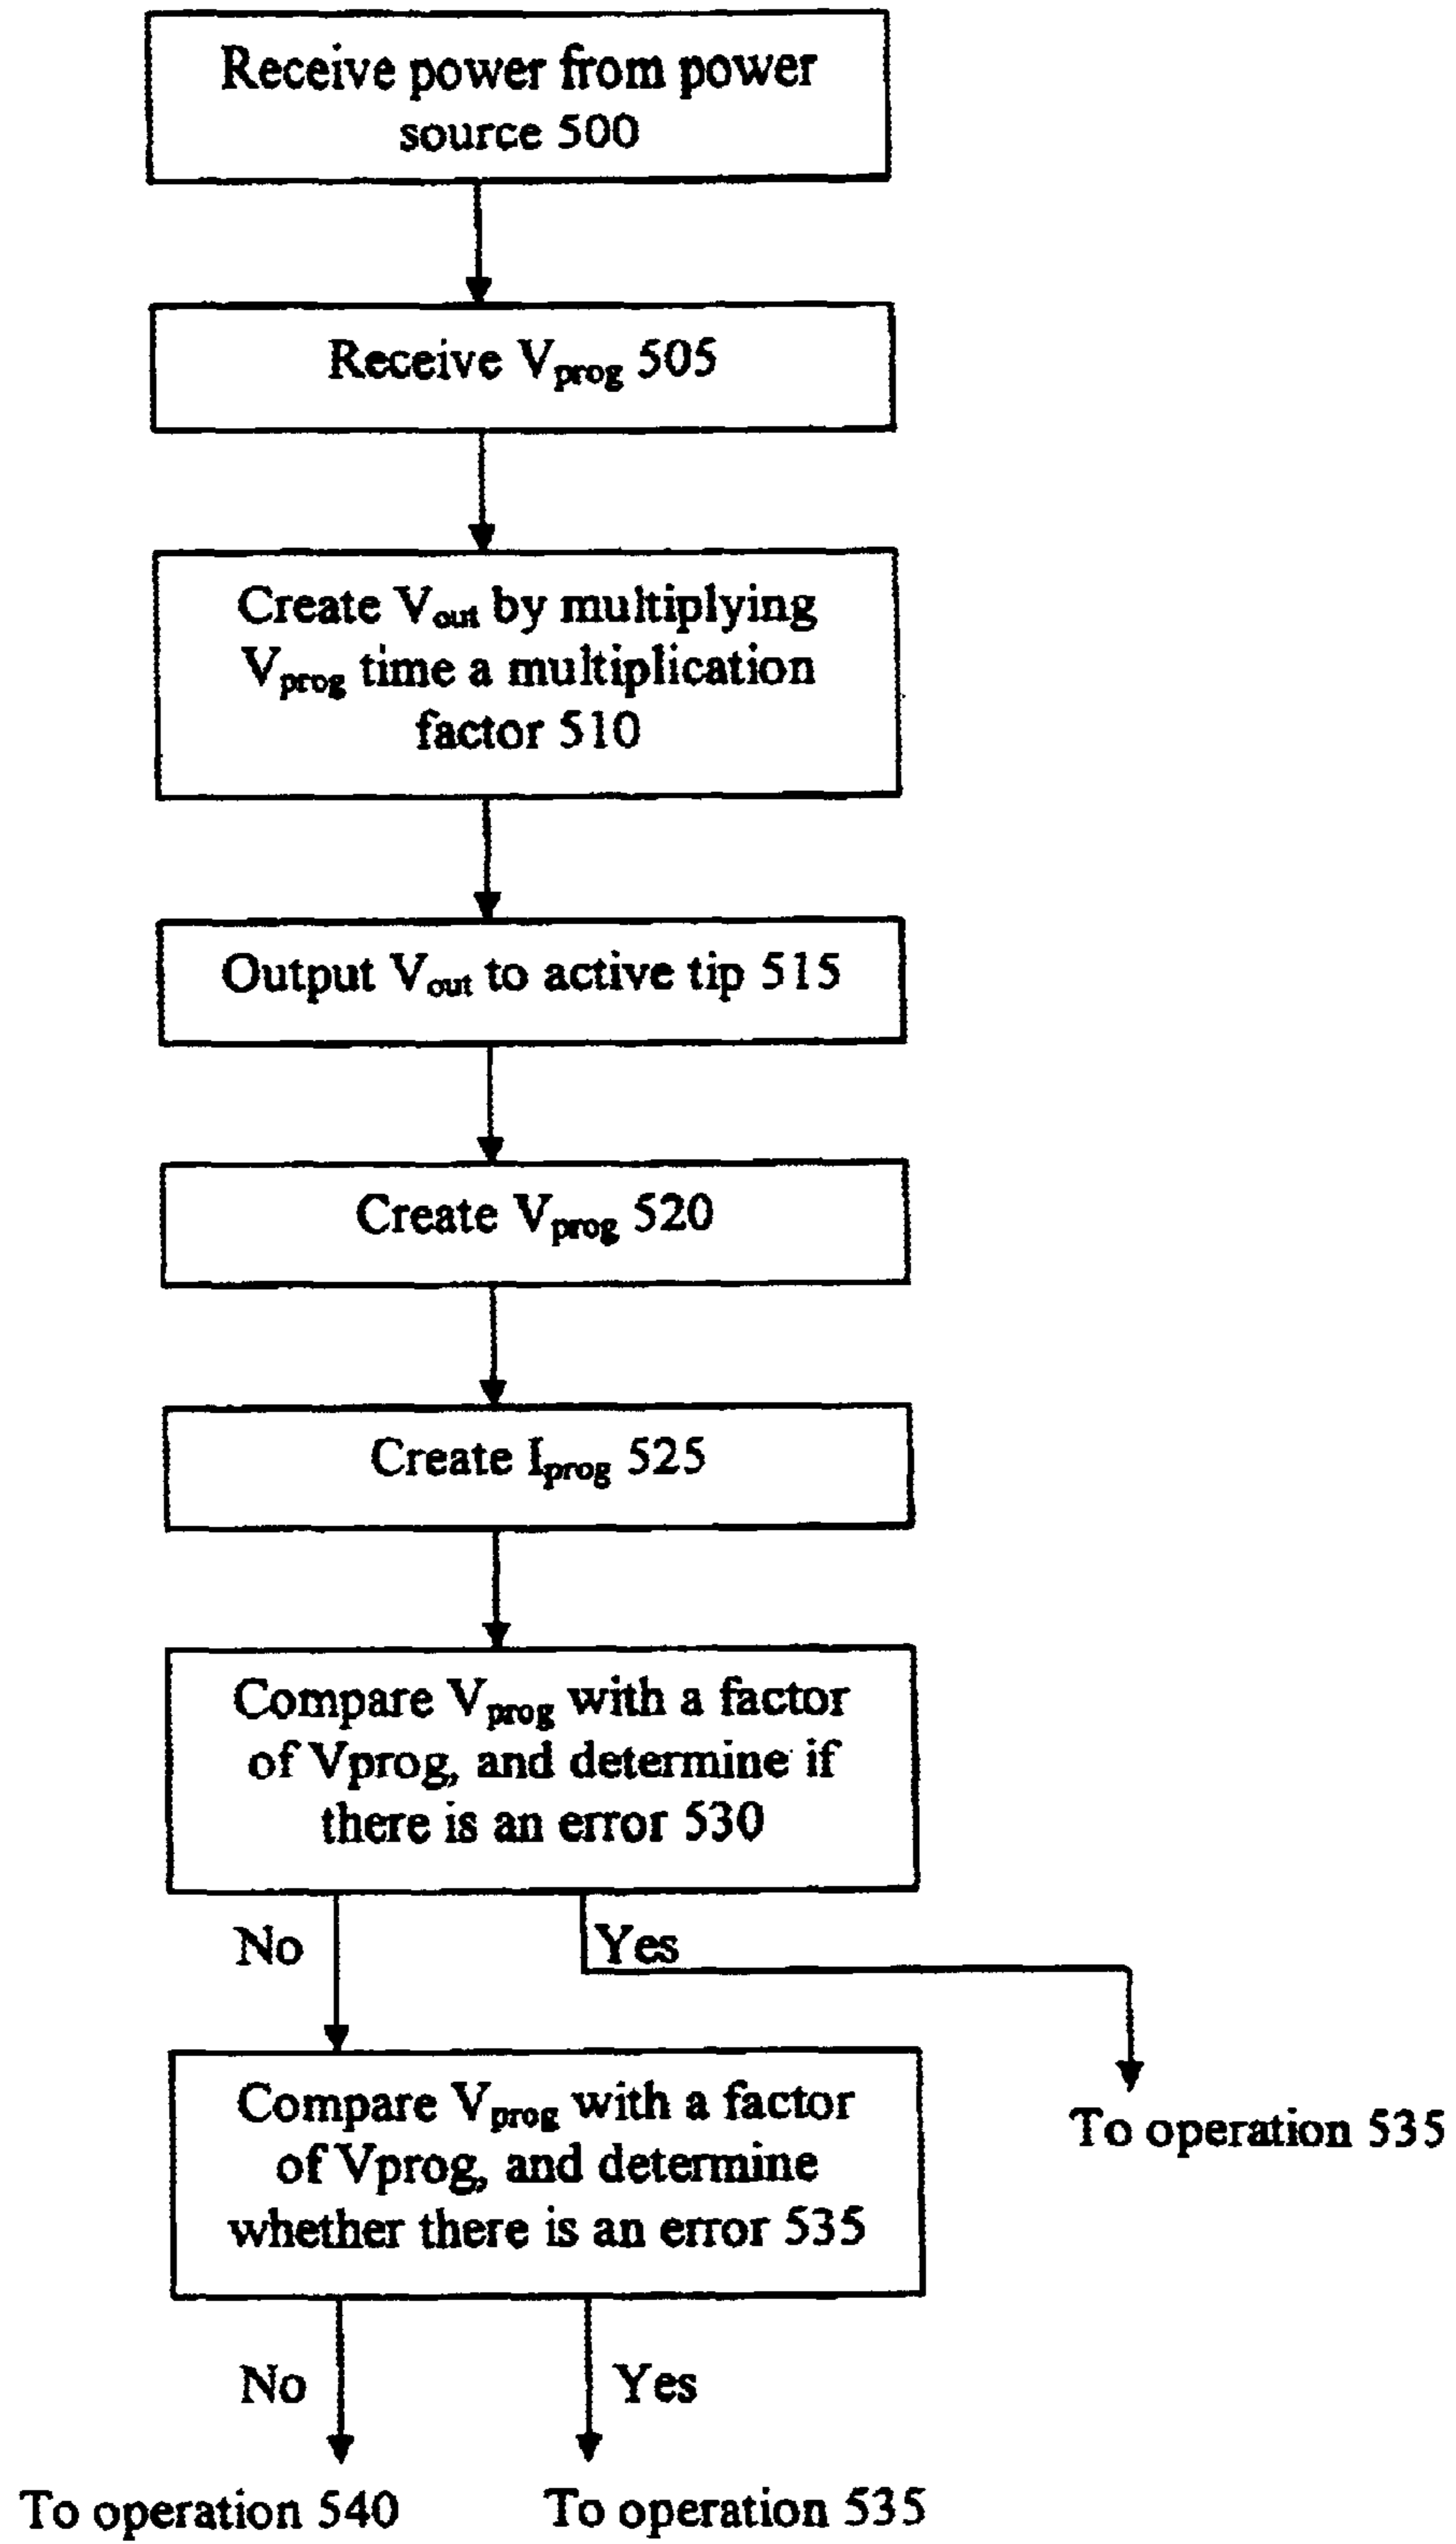 Receive power from power
source 500
Receive Vprog 505
Create Vout by multiplying
Vprog time a multiplication
factor 510
Output Vout to active tip 515
Create Vprog 520
Create Iprog 525
Compare Vprog with a factor
of Vprog, and determine if
there is an error 530
No
Yes
Compare Vprog with a factor
of Vprog, and determine
whether there is an error 535
To operation 535
No
Yes
To operation 540
To operation 535